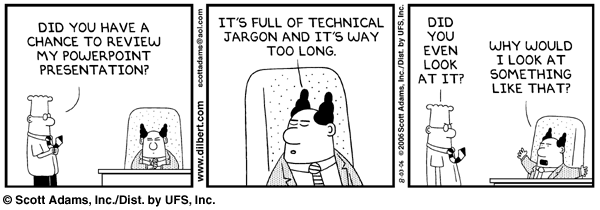 DID YOU HAVE A
CHANCE TO REVIEW
MY POWERPOINT
PRESENTATION?
www.dilbert.com
scottadams@aol.com
IT'S FULL OF TECHNICAL
JARGON AND IT'S WAY
TOO LONG.
8-03-06 © 2006 Scott Adams, Inc./Dist. by UFS, Inc.
DID
YOU
EVEN
LOOK
AT IT?
WHY WOULD
I LOOK AT
SOMETHING
LIKE THAT?
© Scott Adams, Inc./Dist. by UFS, Inc.